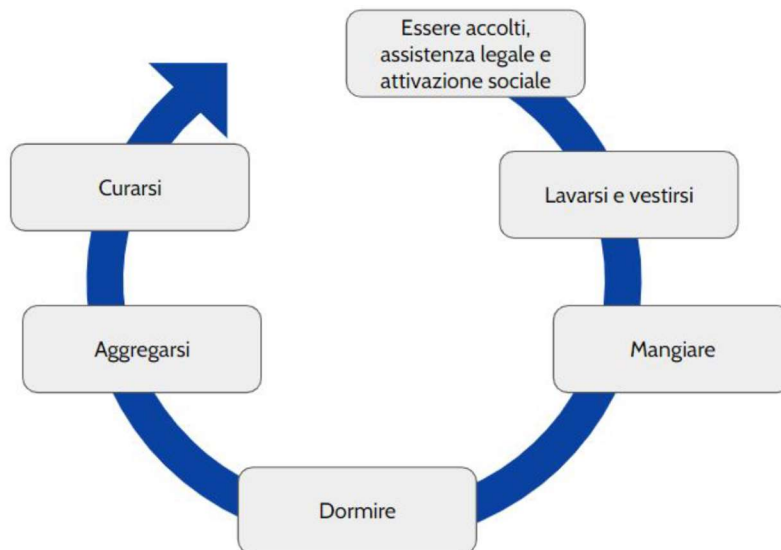 Essere accolti,
assistenza legale e
attivazione sociale
Lavarsi e vestirsi
Mangiare
Dormire
Aggregarsi
Curarsi